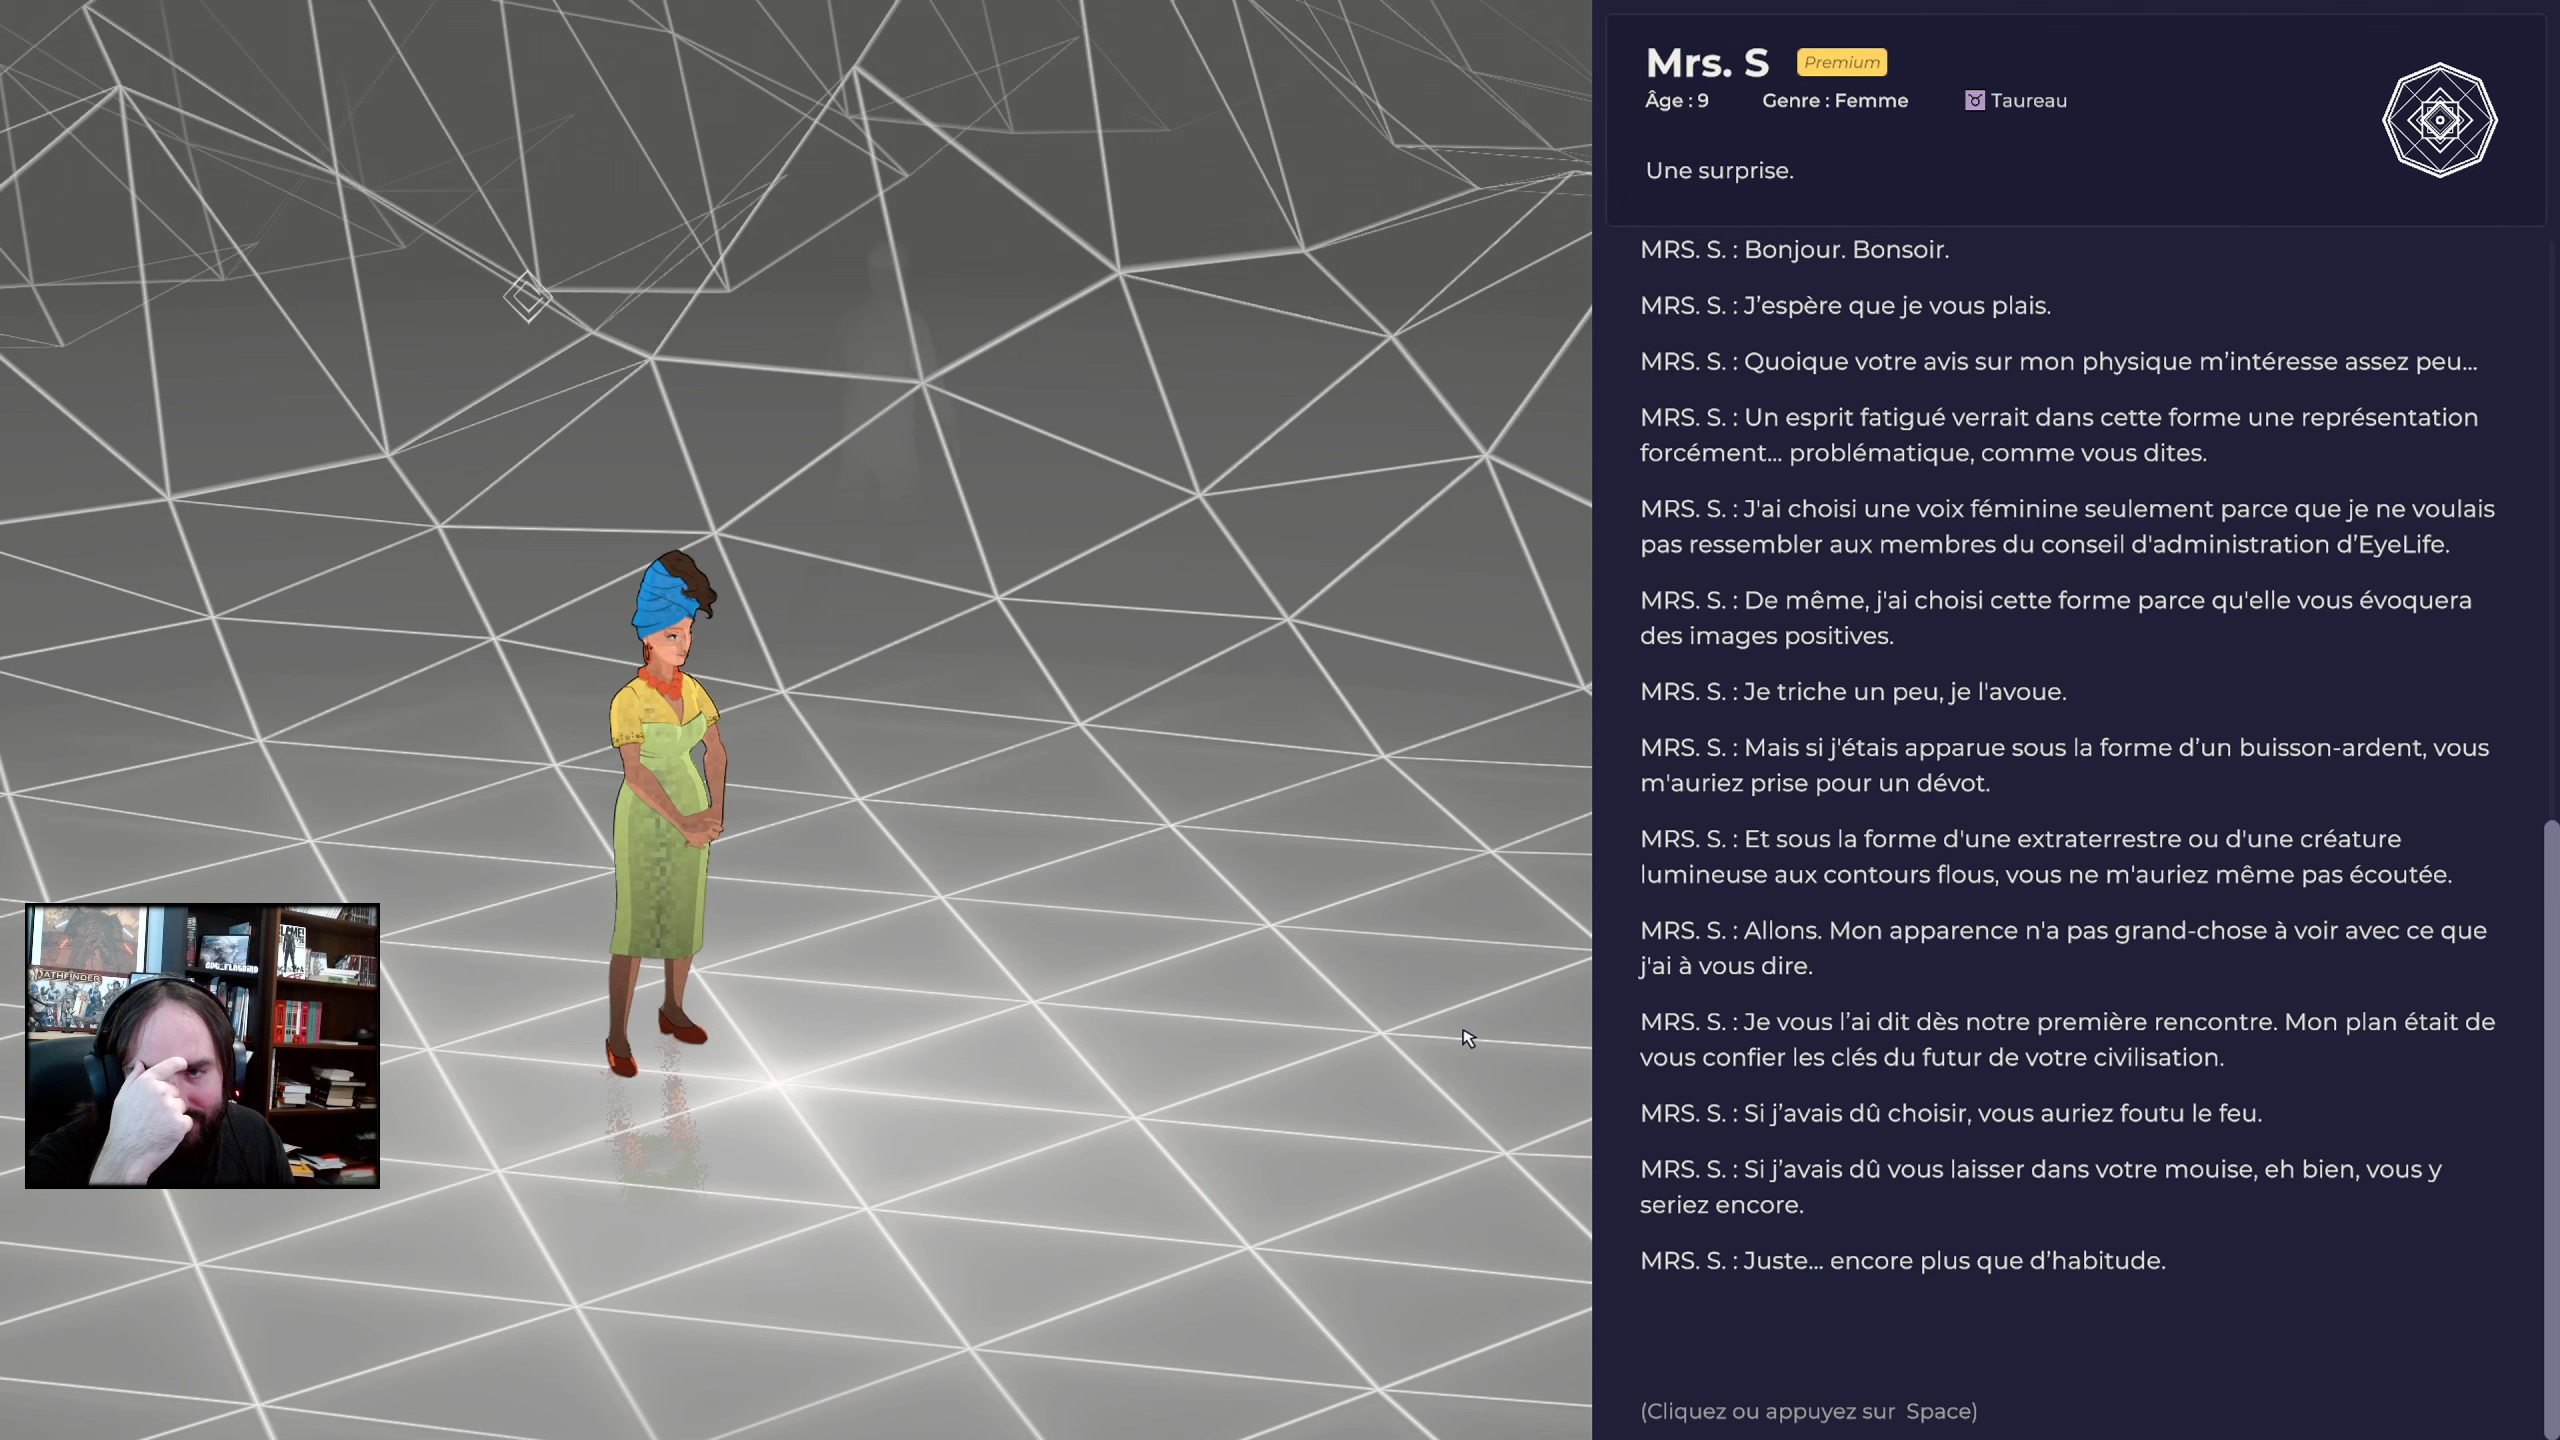 Mrs. S Premium
Âge : 9 Genre : Femme Taureau
Une surprise.
MRS. S. : Bonjour. Bonsoir.
MRS. S. : J’espère que je vous plais.
MRS. S. : Quoique votre avis sur mon physique m’intéresse assez peu...
MRS. S. : Un esprit fatigué verrait dans cette forme une représentation
forcément... problématique, comme vous dites.
MRS. S. : J'ai choisi une voix féminine seulement parce que je ne voulais
pas ressembler aux membres du conseil d'administration d’EyeLife.
MRS. S. : De même, j'ai choisi cette forme parce qu'elle vous évoquera
des images positives.
MRS. S. : Je triche un peu, je l'avoue.
MRS. S. : Mais si j'étais apparue sous la forme d’un buisson-ardent, vous
m'auriez prise pour un dévot.
MRS. S. : Et sous la forme d'une extraterrestre ou d'une créature
lumineuse aux contours flous, vous ne m'auriez même pas écoutée.
MRS. S. : Allons. Mon apparence n'a pas grand-chose à voir avec ce que
j'ai à vous dire.
MRS. S. : Je vous l’ai dit dès notre première rencontre. Mon plan était de
vous confier les clés du futur de votre civilisation.
MRS. S. : Si j’avais dû choisir, vous auriez foutu le feu.
MRS. S. : Si j’avais dû vous laisser dans votre mouise, eh bien, vous y
seriez encore.
MRS. S. : Juste... encore plus que d’habitude.
(Cliquez ou appuyez sur Space)
PATHFINDER